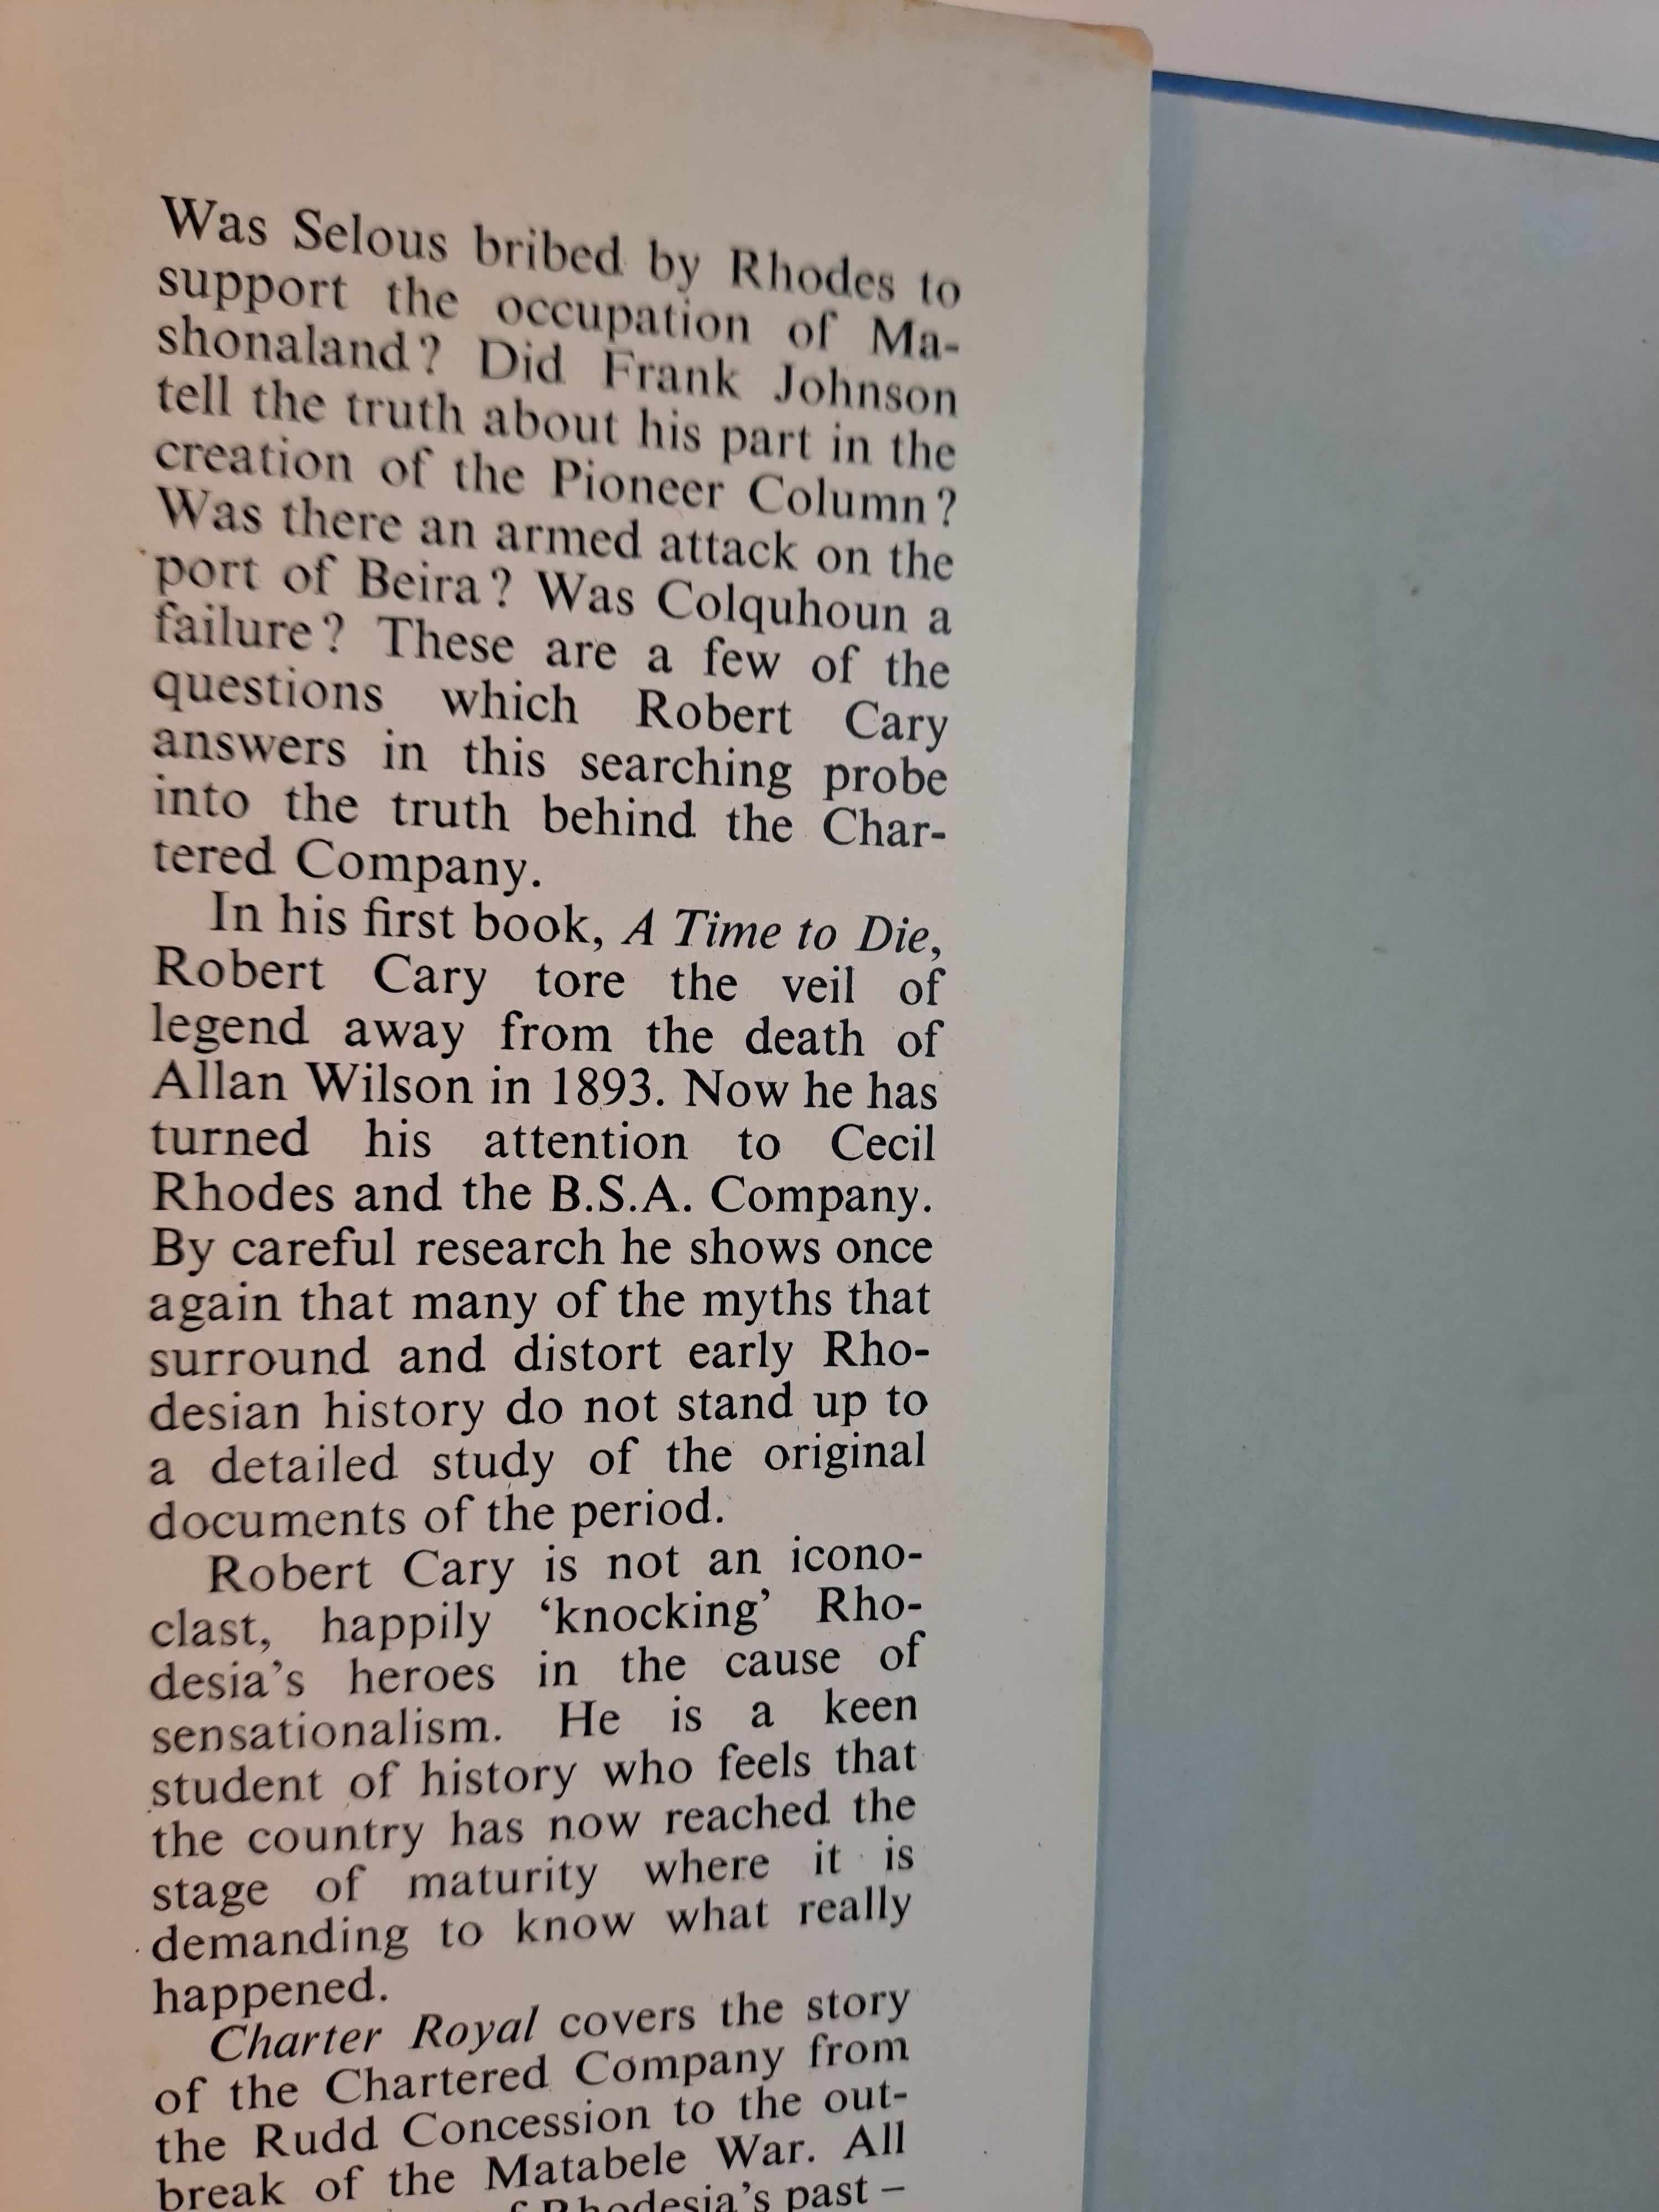 Was Selous bribed by Rhodes to
support the occupation of Ma-
shonaland? Did Frank Johnson
tell the truth about his part in the
creation of the Pioneer Column?
Was there an armed attack on the
port of Beira? Was Colquhoun a
failure? These are a few of the
questions which Robert Cary
answers in this searching probe
into the truth behind the Char-
tered Company.
In his first book, A Time to Die,
Robert Cary tore the veil of
legend away from the death of
Allan Wilson in 1893. Now he has
turned his attention to Cecil
Rhodes and the B.S.A. Company.
By careful research he shows once
again that many of the myths that
surround and distort early Rho-
desian history do not stand up to
a detailed study of the original
documents of the period.
Robert Cary is not an icono-
clast, happily ‘knocking’ Rho-
desia’s heroes in the cause of
sensationalism. He is a keen
student of history who feels that
the country has now reached the
stage of maturity where it is
demanding to know what really
happened.
Charter Royal covers the story
of the Chartered Company from
the Rudd Concession to the out-
break of the Matabele War. All
Rhodesia’s past –